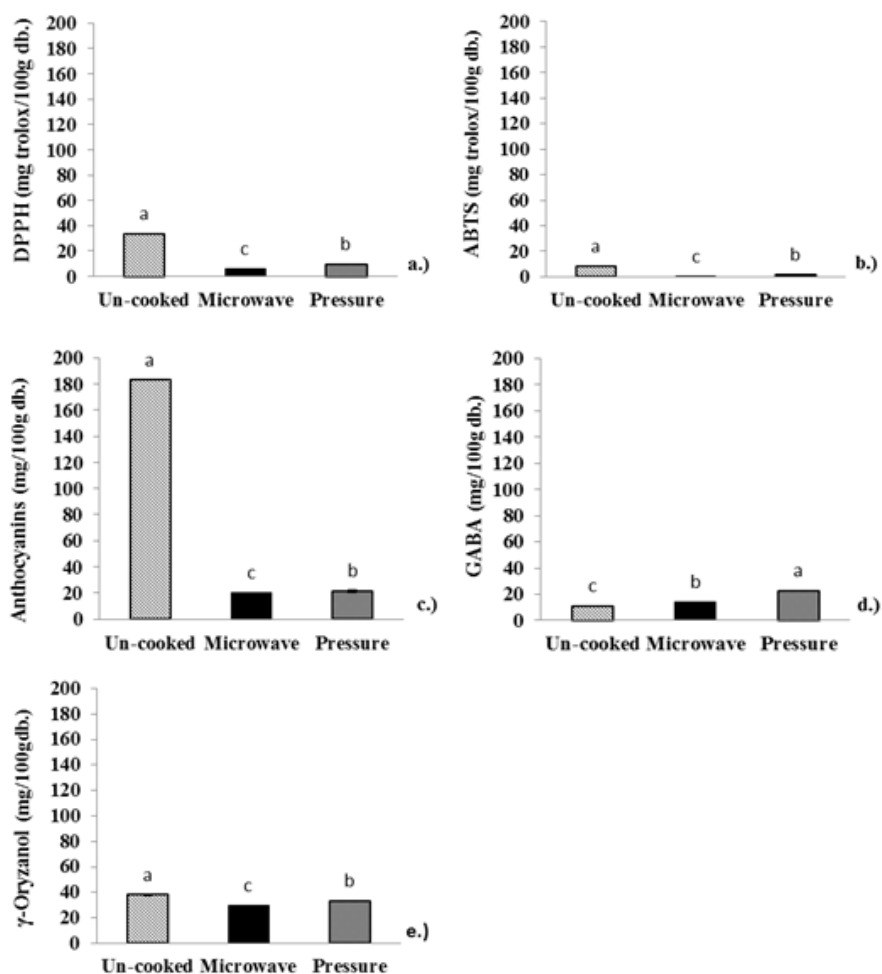 DPPH (mg trolox/100g db.)
200
180
160
140
120
100
80
60
40
20
0
a
c
b
Un-cooked Microwave Pressure
a.)
ABTS (mg trolox/100g db.)
200
180
160
140
120
100
80
60
40
20
0
a
c
b
Un-cooked Microwave Pressure
b.)
Anthocyanins (mg/100g db.)
200
180
160
140
120
100
80
60
40
20
0
a
c
b
Un-cooked Microwave Pressure
c.)
GABA (mg/100g db.)
200
180
160
140
120
100
80
60
40
20
0
c
b
a
Un-cooked Microwave Pressure
d.)
γ-Oryzanol (mg/100gdb.)
200
180
160
140
120
100
80
60
40
20
0
a
c
b
Un-cooked Microwave Pressure
e.)